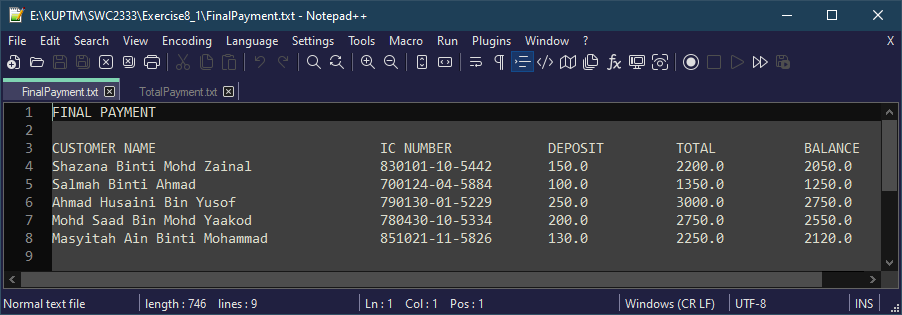 E:\KUPTM\SWC2333\Exercise8_1\FinalPayment.txt - Notepad++
File Edit Search View Encoding Language Settings Tools Macro Run Plugins Window ? X
FinalPayment.txt TotalPayment.txt
1 FINAL PAYMENT
2
3 CUSTOMER NAME IC NUMBER DEPOSIT TOTAL BALANCE
4 Shazana Binti Mohd Zainal 830101-10-5442 150.0 2200.0 2050.0
5 Salmah Binti Ahmad 700124-04-5884 100.0 1350.0 1250.0
6 Ahmad Husaini Bin Yusof 790130-01-5229 250.0 3000.0 2750.0
7 Mohd Saad Bin Mohd Yaakod 780430-10-5334 200.0 2750.0 2550.0
8 Masyitah Ain Binti Mohammad 851021-11-5826 130.0 2250.0 2120.0
9
Normal text file length : 746 lines : 9 Ln : 1 Col : 1 Pos : 1 Windows (CR LF) UTF-8 INS